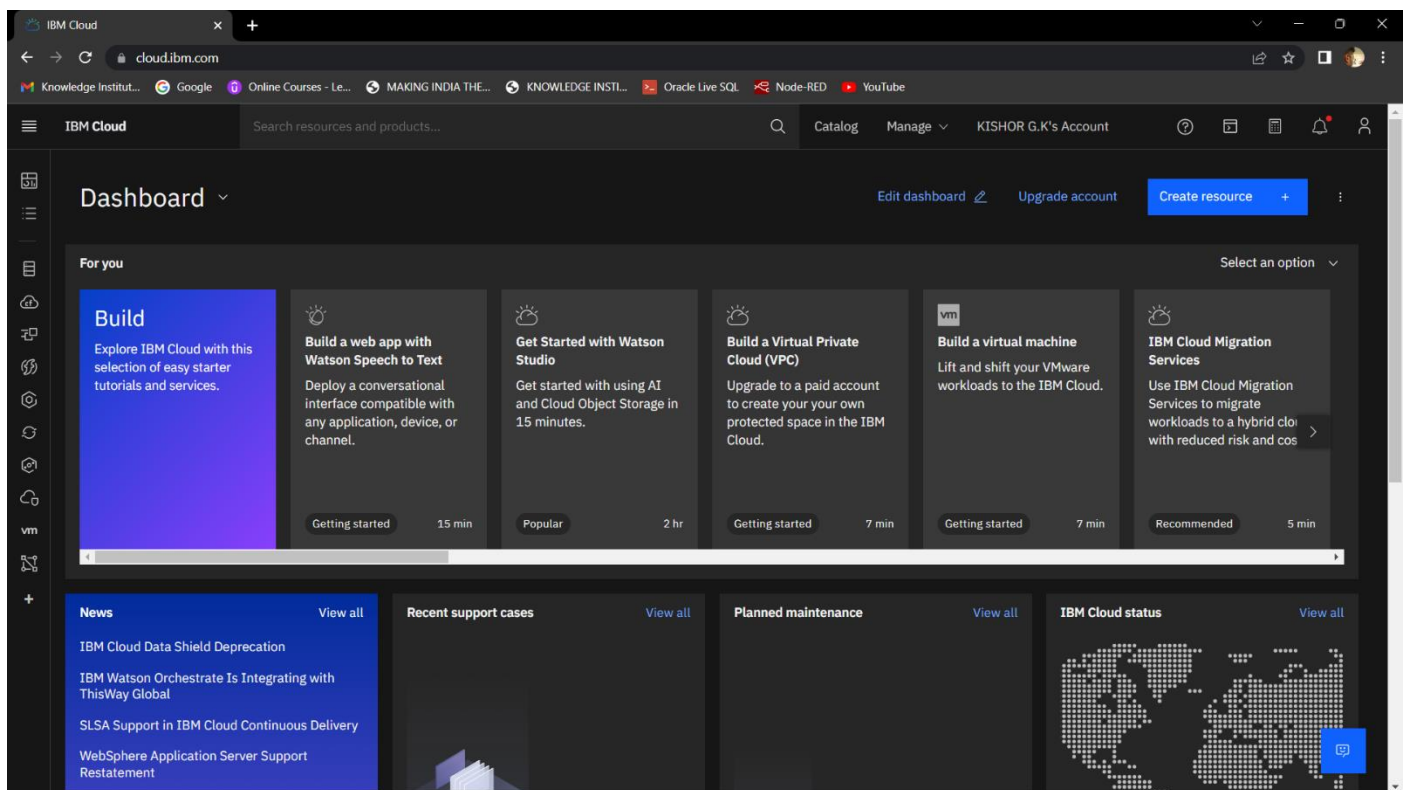 IBM Cloud
cloud.ibm.com
Knowledge Institut...
Google
Online Courses - Le...
MAKING INDIA THE...
KNOWLEDGE INSTI...
Oracle Live SQL
Node-RED
YouTube
IBM Cloud
Search resources and products...
Catalog
Manage
KISHOR G.K's Account
Dashboard
Edit dashboard
Upgrade account
Create resource +
For you
Select an option
Build
Explore IBM Cloud with this
selection of easy starter
tutorials and services.
Build a web app with
Watson Speech to Text
Deploy a conversational
interface compatible with
any application, device, or
channel.
Getting started
15 min
Get Started with Watson
Studio
Get started with using AI
and Cloud Object Storage in
15 minutes.
Popular
2 hr
Build a Virtual Private
Cloud (VPC)
Upgrade to a paid account
to create your your own
protected space in the IBM
Cloud.
Getting started
7 min
vm
Build a virtual machine
Lift and shift your VMware
workloads to the IBM Cloud.
Getting started
7 min
IBM Cloud Migration
Services
Use IBM Cloud Migration
Services to migrate
workloads to a hybrid clou
with reduced risk and cos
Recommended
5 min
vm
News
View all
IBM Cloud Data Shield Deprecation
IBM Watson Orchestrate Is Integrating with
ThisWay Global
SLSA Support in IBM Cloud Continuous Delivery
WebSphere Application Server Support
Restatement
Recent support cases
View all
Planned maintenance
View all
IBM Cloud status
View all